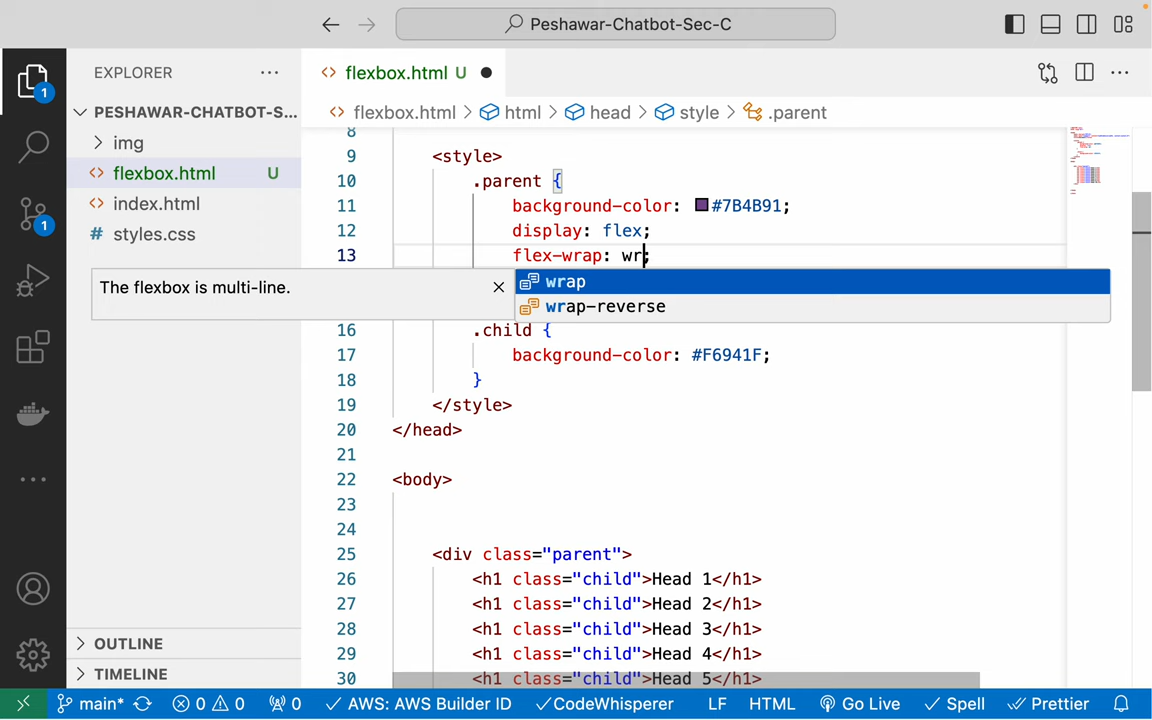 Peshawar-Chatbot-Sec-C
EXPLORER
PESHAWAR-CHATBOT-S...
img
flexbox.html U
index.html
# styles.css
OUTLINE
TIMELINE
1
1
flexbox.html U
flexbox.html > html > head > style > .parent
8
9 <style>
10 .parent {
11 background-color: #7B4B91;
12 display: flex;
13 flex-wrap: wr;
The flexbox is multi-line.
wrap
wrap-reverse
16 .child {
17 background-color: #F6941F;
18 }
19 </style>
20 </head>
21
22 <body>
23
24
25 <div class="parent">
26 <h1 class="child">Head 1</h1>
27 <h1 class="child">Head 2</h1>
28 <h1 class="child">Head 3</h1>
29 <h1 class="child">Head 4</h1>
30 <h1 class="child">Head 5</h1>
main* 0 0 0 AWS: AWS Builder ID CodeWhisperer LF HTML Go Live Spell Prettier